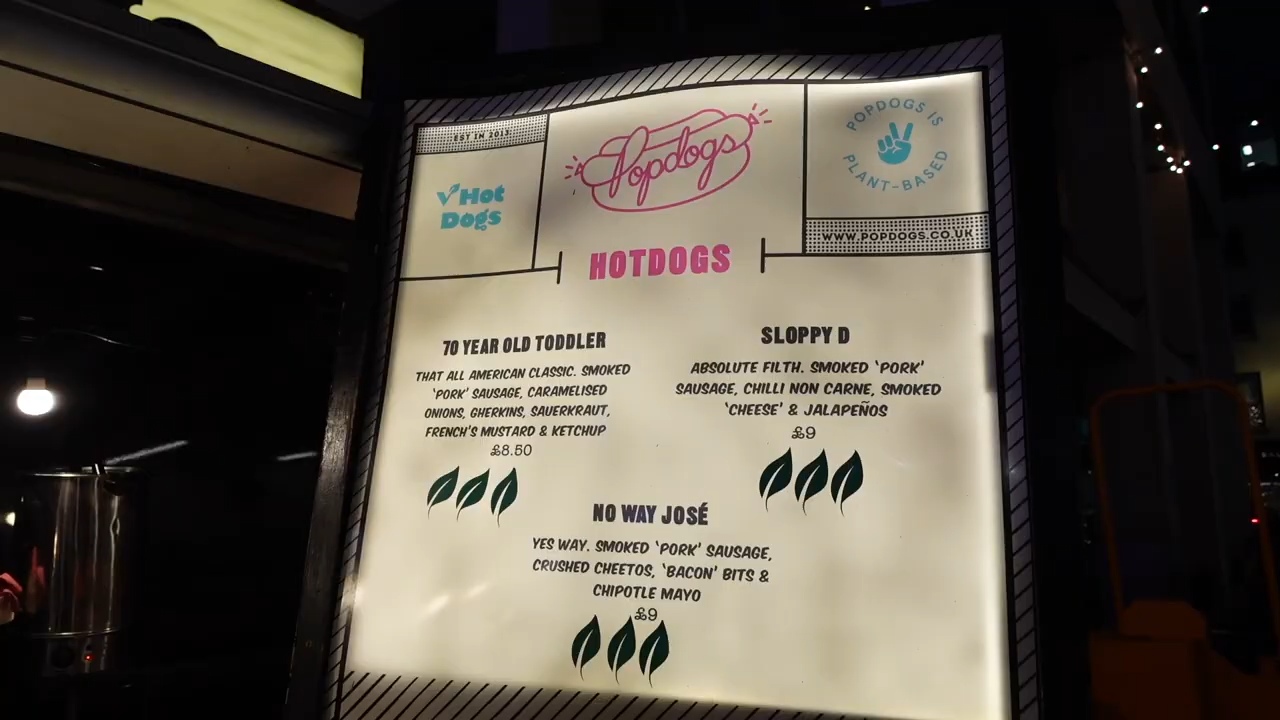 EST IN 2017
VHot
Dogs
Popdogs
POPDOGS IS
PLANT-BASED
WWW.POPDOGS.CO.UK
HOTDOGS
70 YEAR OLD TODDLER
THAT ALL AMERICAN CLASSIC. SMOKED
'PORK' SAUSAGE, CARAMELISED
ONIONS, GHERKINS, SAUERKRAUT,
FRENCH'S MUSTARD & KETCHUP
£8.50
SLOPPY D
ABSOLUTE FILTH. SMOKED 'PORK'
SAUSAGE, CHILLI NON CARNE, SMOKED
'CHEESE' & JALAPEÑOS
£9
NO WAY JOSÉ
YES WAY. SMOKED 'PORK' SAUSAGE,
CRUSHED CHEETOS, 'BACON' BITS &
CHIPOTLE MAYO
£9